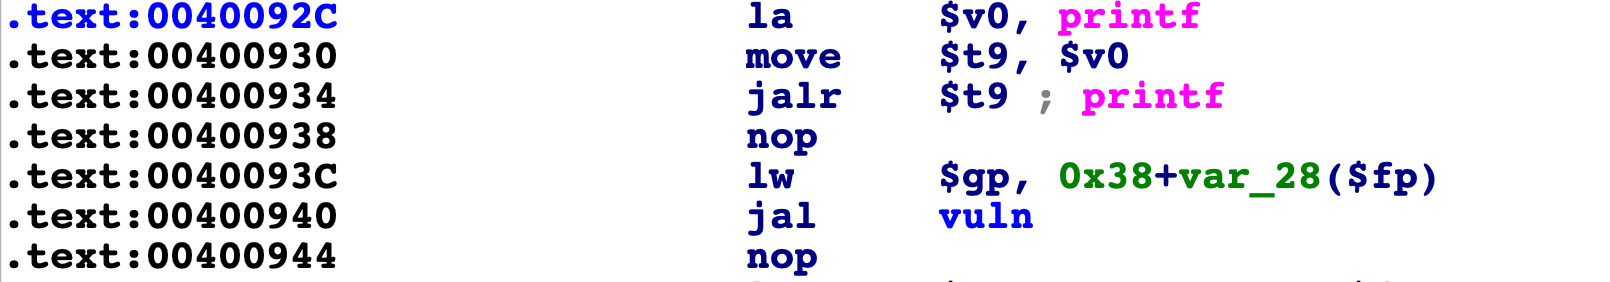 .text:0040092C la $v0, printf
.text:00400930 move $t9, $v0
.text:00400934 jalr $t9 ; printf
.text:00400938 nop
.text:0040093C lw $gp, 0x38+var_28($fp)
.text:00400940 jal vuln
.text:00400944 nop